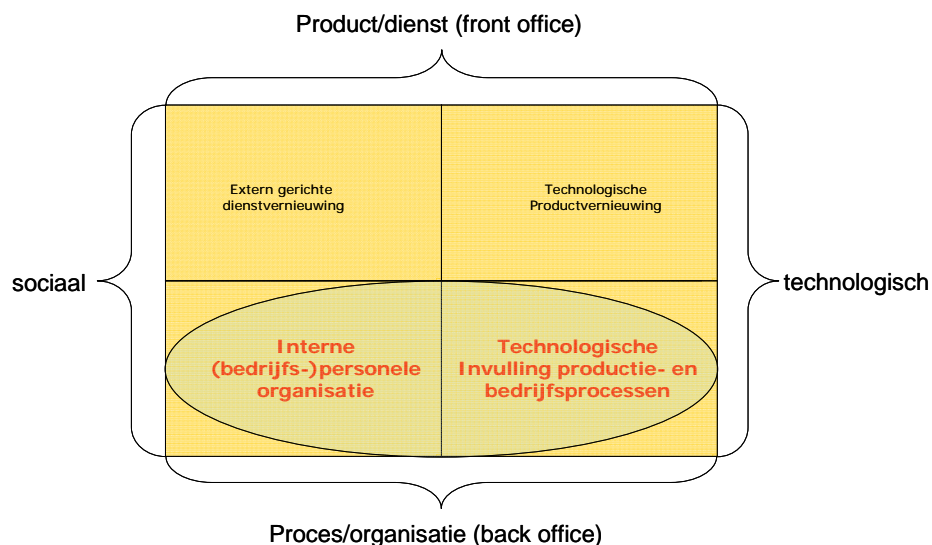 Product/dienst (front office)
Extern gerichte
dienstvernieuwing
Technologische
Productvernieuwing
sociaal
technologisch
Interne
(bedrijfs-)personele
organisatie
Technologische
Invulling productie- en
bedrijfsprocessen
Proces/organisatie (back office)